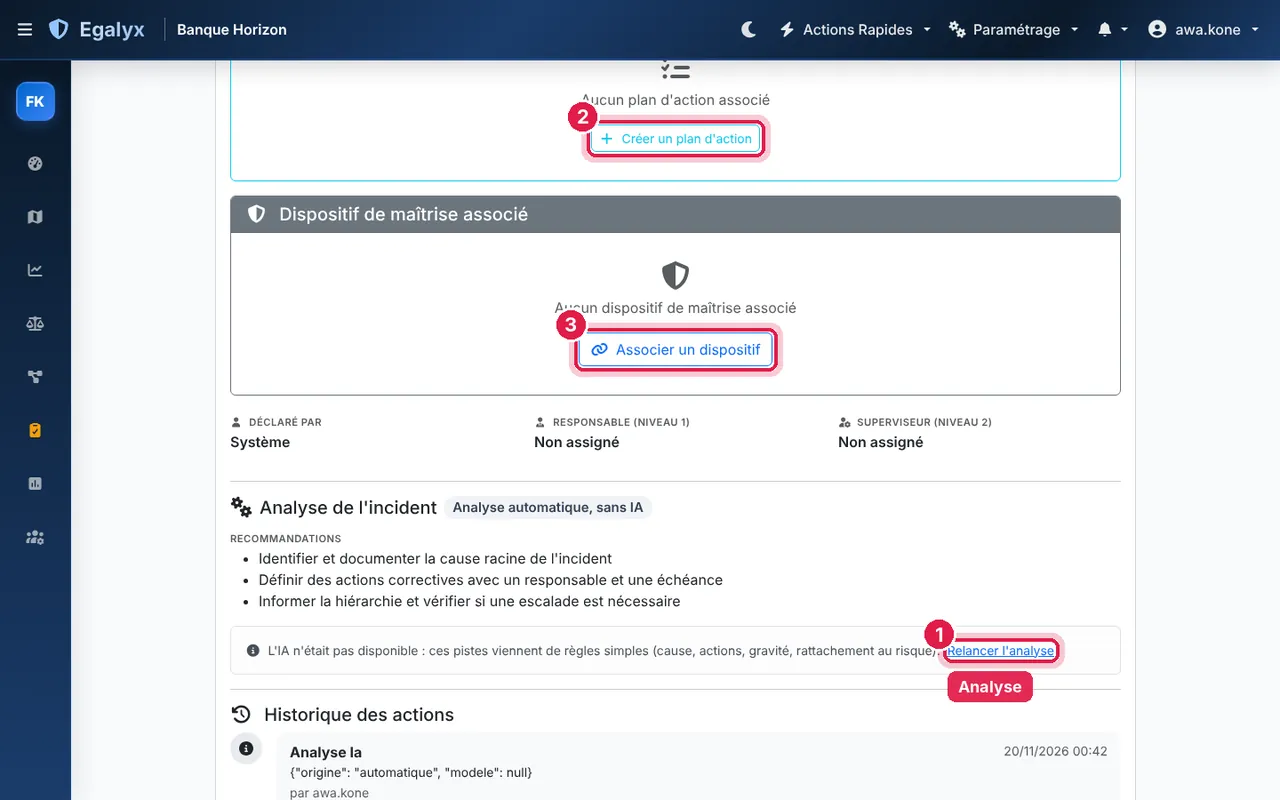 Egalyx
Banque Horizon
Actions Rapides
Paramétrage
awa.kone
FK
Aucun plan d'action associé
2
+ Créer un plan d'action
Dispositif de maîtrise associé
Aucun dispositif de maîtrise associé
3
Associer un dispositif
DÉCLARÉ PAR
Système
RESPONSABLE (NIVEAU 1)
Non assigné
SUPERVISEUR (NIVEAU 2)
Non assigné
Analyse de l'incident
Analyse automatique, sans IA
RECOMMANDATIONS
• Identifier et documenter la cause racine de l'incident
• Définir des actions correctives avec un responsable et une échéance
• Informer la hiérarchie et vérifier si une escalade est nécessaire
L'IA n'était pas disponible : ces pistes viennent de règles simples (cause, actions, gravité, rattachement au risque).
1
Relancer l'analyse
Analyse
Historique des actions
Analyse Ia
20/11/2026 00:42
{"origine": "automatique", "modele": null}
par awa.kone